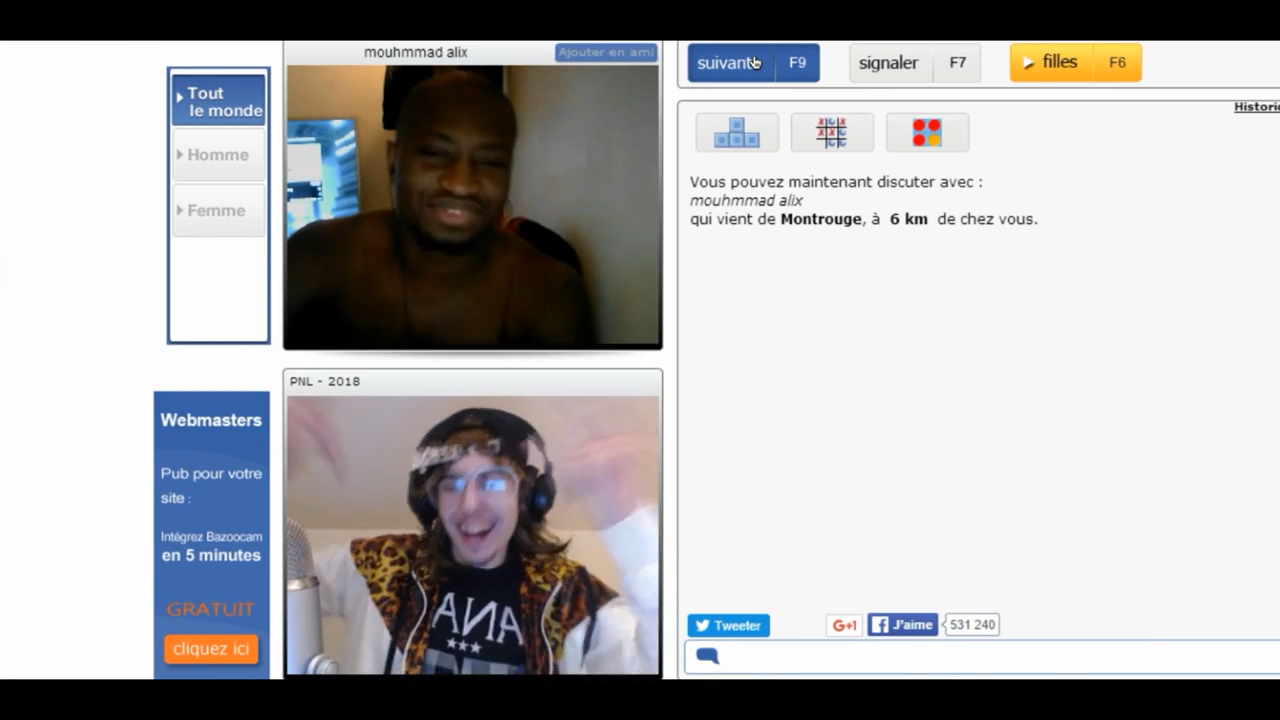 mouhmmad alix
Ajouter en ami
Tout
le monde
Homme
Femme
PNL - 2018
ANA
Webmasters
Pub pour votre
site :
Intégrez Bazoocam
en 5 minutes
GRATUIT
cliquez ici
F9
signaler F7
filles F6
Vous pouvez maintenant discuter avec :
mouhmmad alix
qui vient de Montrouge, à 6 km de chez vous.
Tweeter
G+1
J'aime
531 240